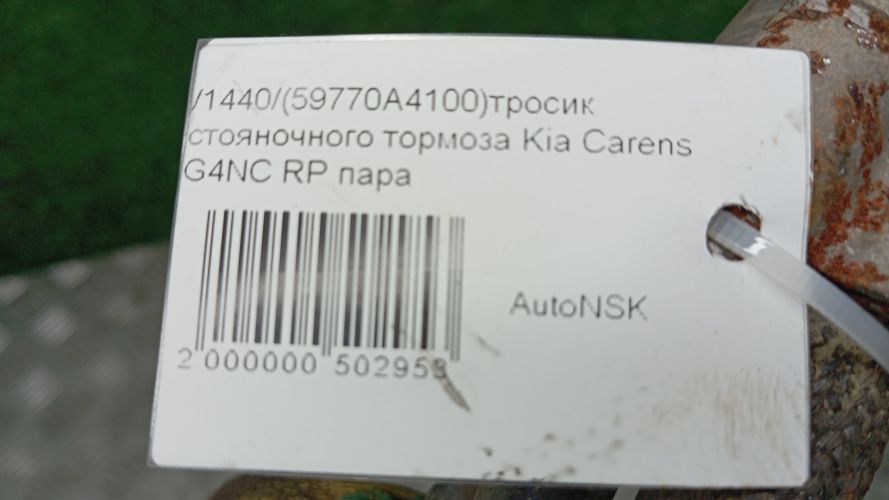 /1440/(59770A4100)тросик
стояночного тормоза Kia Carens
G4NC RP пара
AutoNSK
2 000000 502953